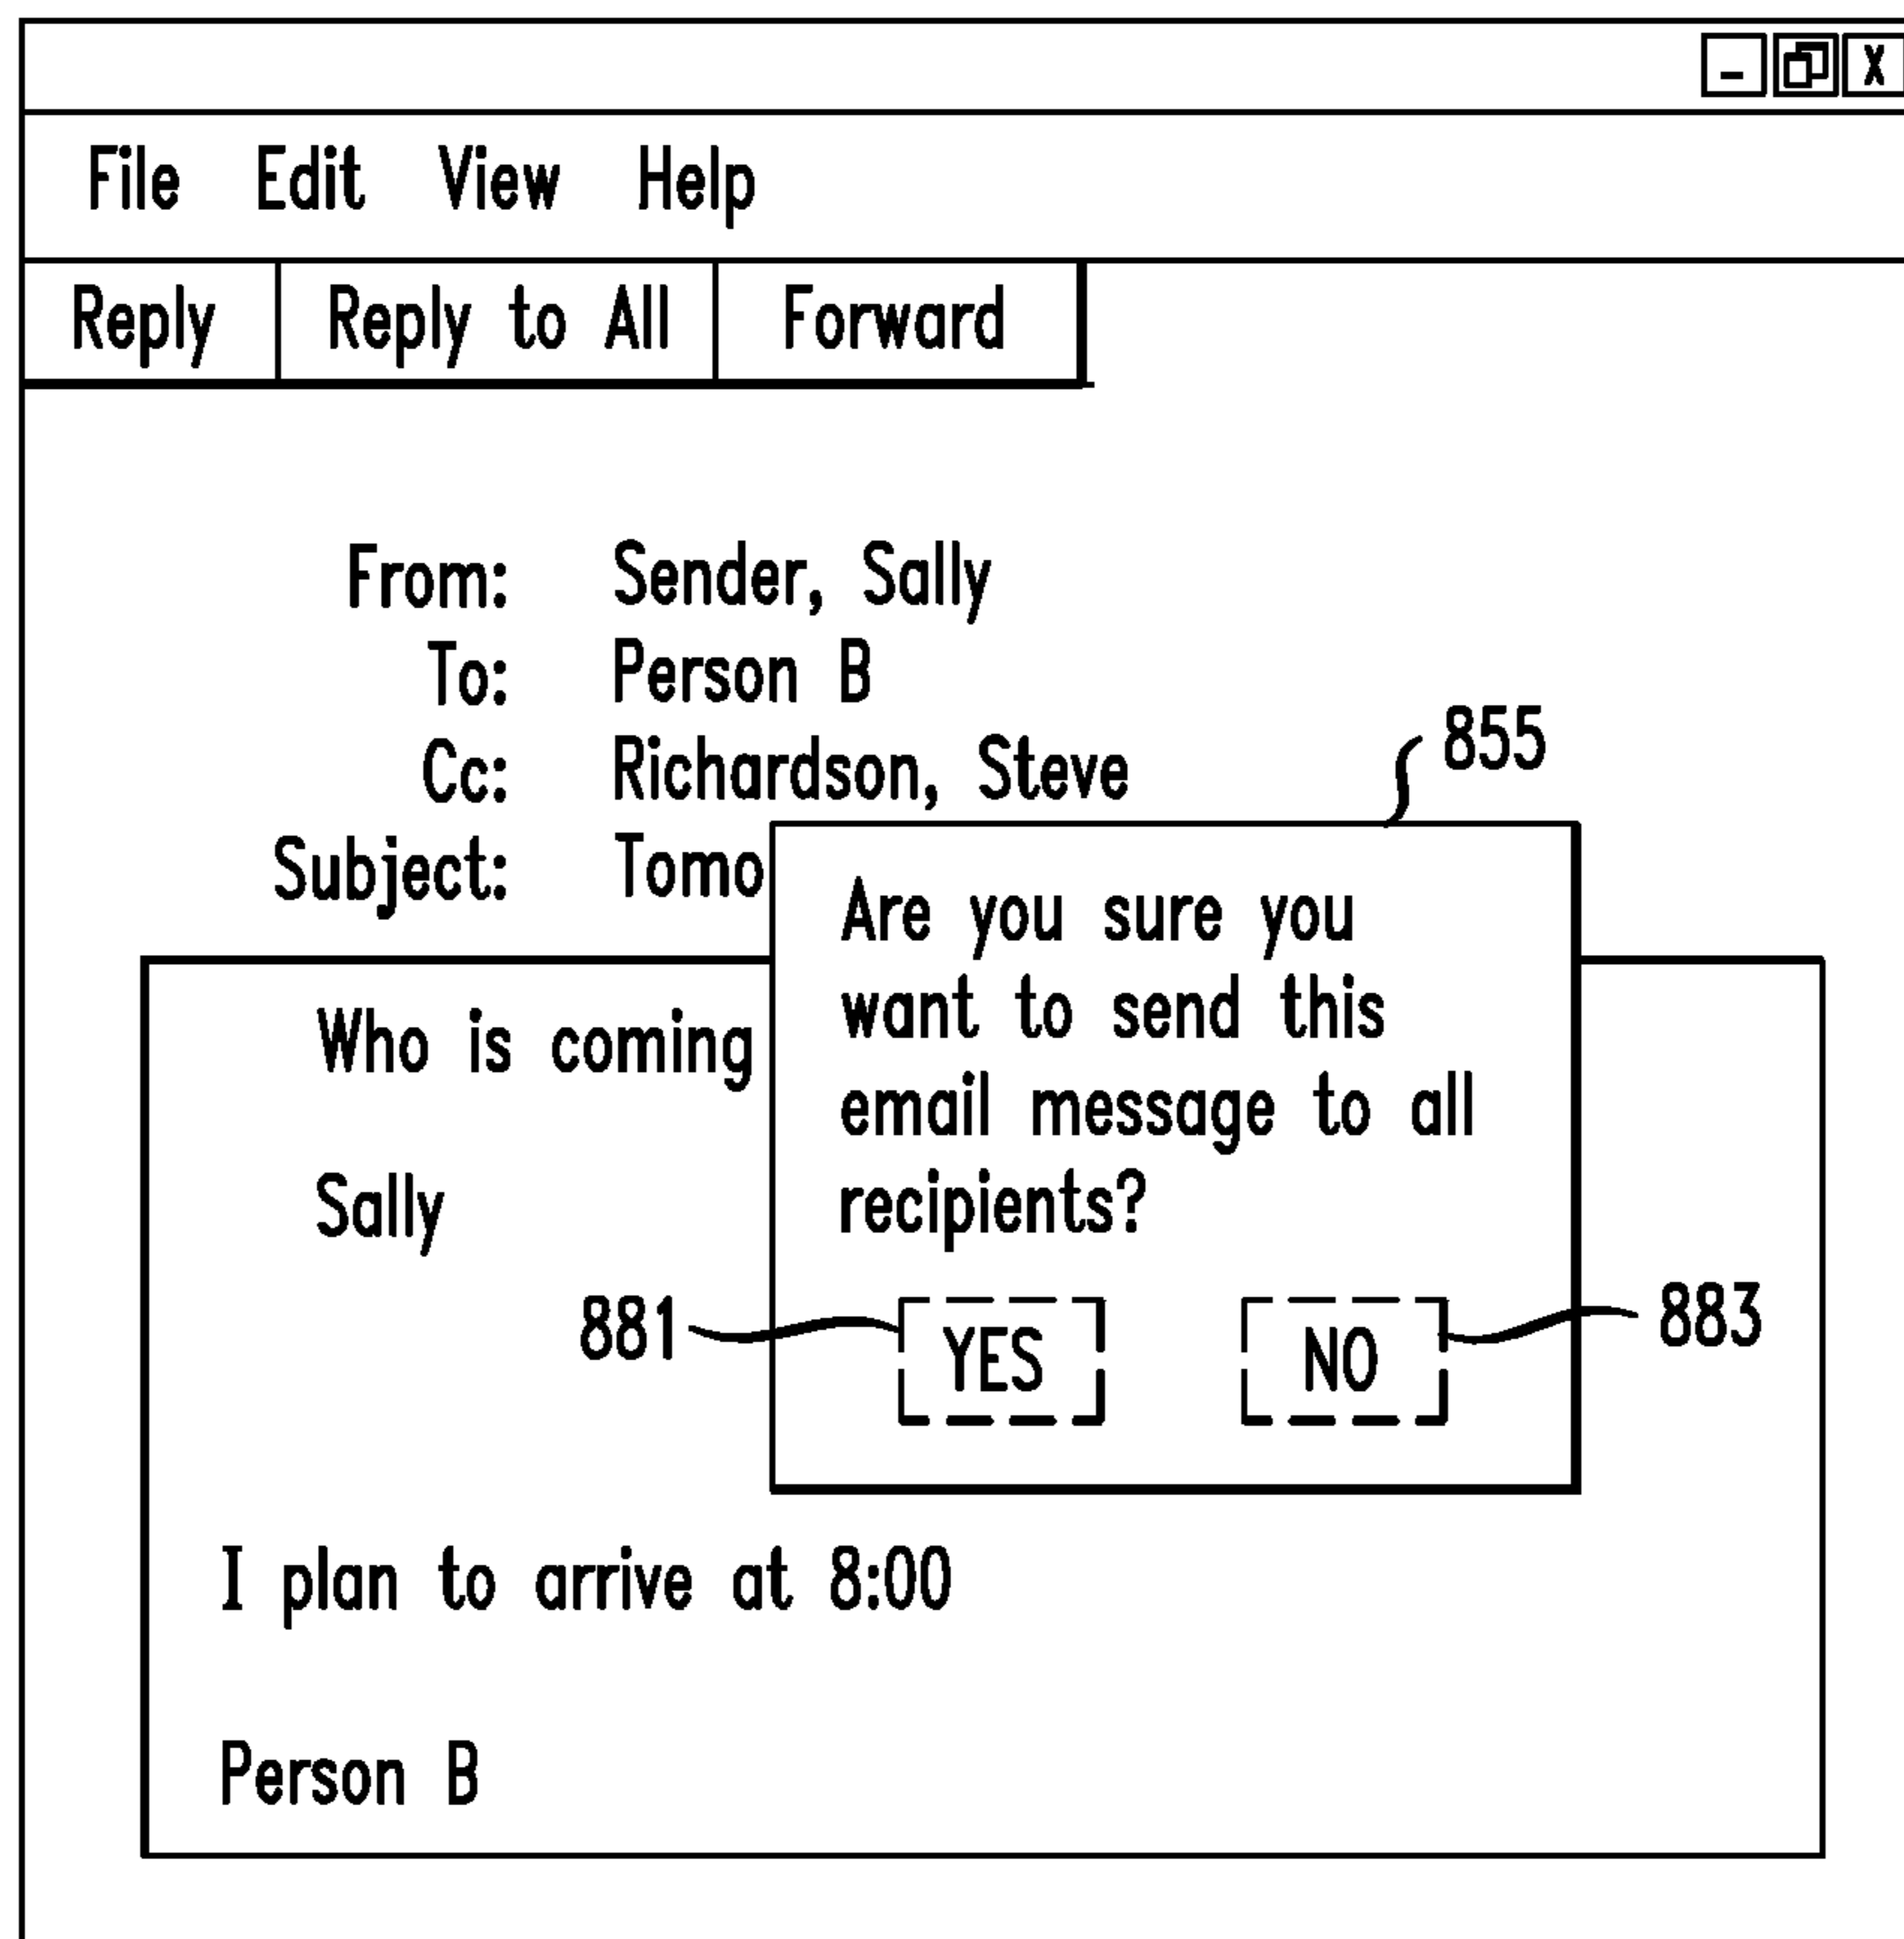 - X
File Edit View Help
Reply Reply to All Forward
From: Sender, Sally
To: Person B
Cc: Richardson, Steve
855
Subject: Tomo
Are you sure you
want to send this
email message to all
recipients?
Who is coming
Sally
881
YES NO
883
I plan to arrive at 8:00
Person B